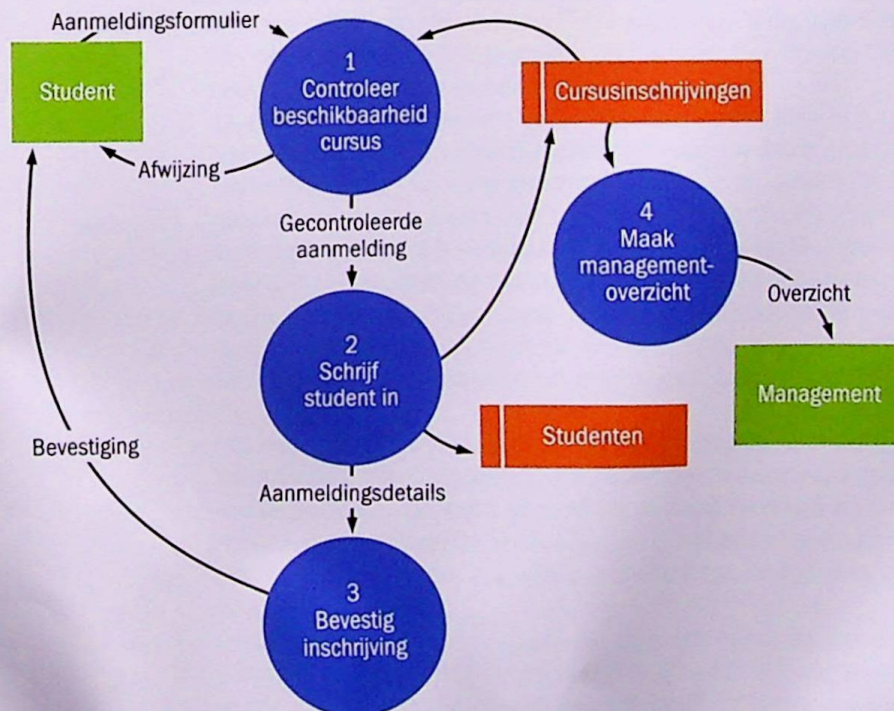 Aanmeldingsformulier
Student
1
Controleer
beschikbaarheid
cursus
Cursusinschrijvingen
Afwijzing
Gecontroleerde
aanmelding
4
Maak
management-
overzicht
Overzicht
2
Schrijf
student in
Management
Studenten
Bevestiging
Aanmeldingsdetails
3
Bevestig
inschrijving